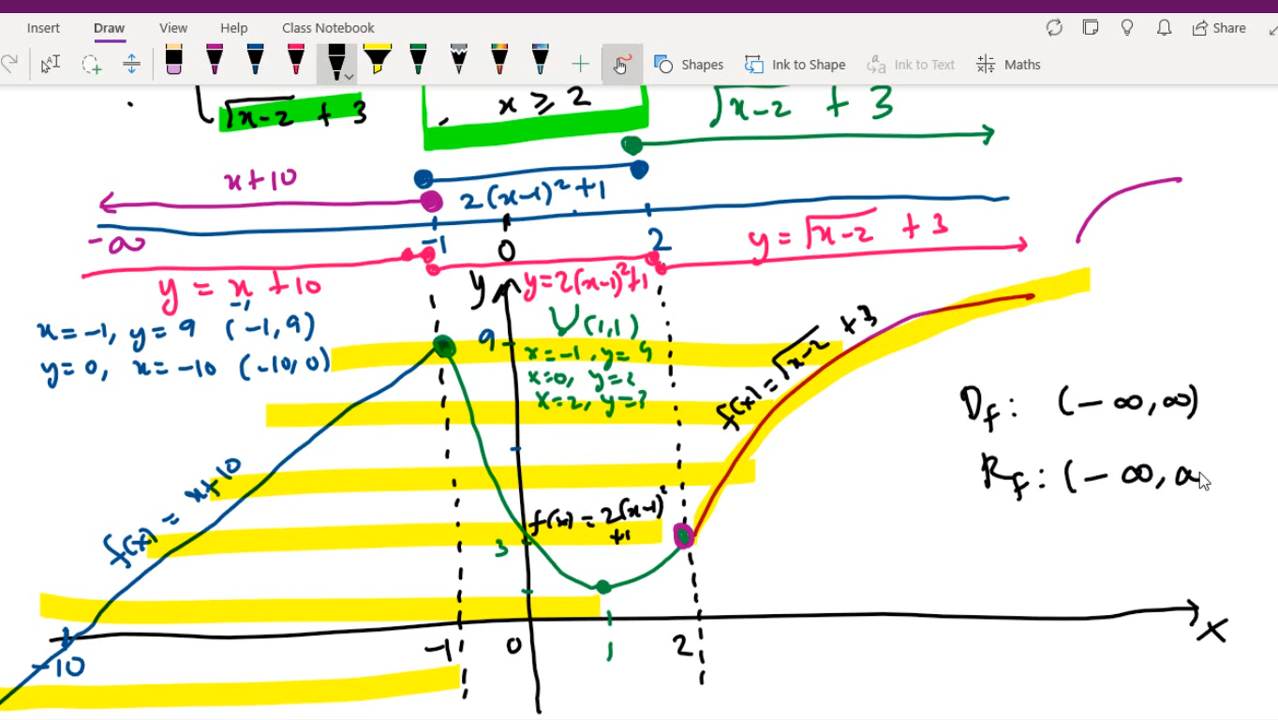 Insert Draw View Help Class Notebook Share
Shapes Ink to Shape Ink to Text Maths
√x-2 + 3
x ≥ 2
√x-2 + 3
x+10
2(x-1)²+1
-∞
-1
0
2
y = √x-2 + 3
y = x+10
y=2(x-1)²+1
y
-1
x=-1, y=9 (-1,9)
y=0, x=-10 (-10,0)
9
V(1,1)
x=-1, y=9
x=0, y=?
x=2, y=?
f(x)=√x-2 +3
f(x) = x+10
f(x) = 2(x-1)²
+1
3
Df : (-∞,∞)
Rf : (-∞,
-10
-1
0
1
2
x